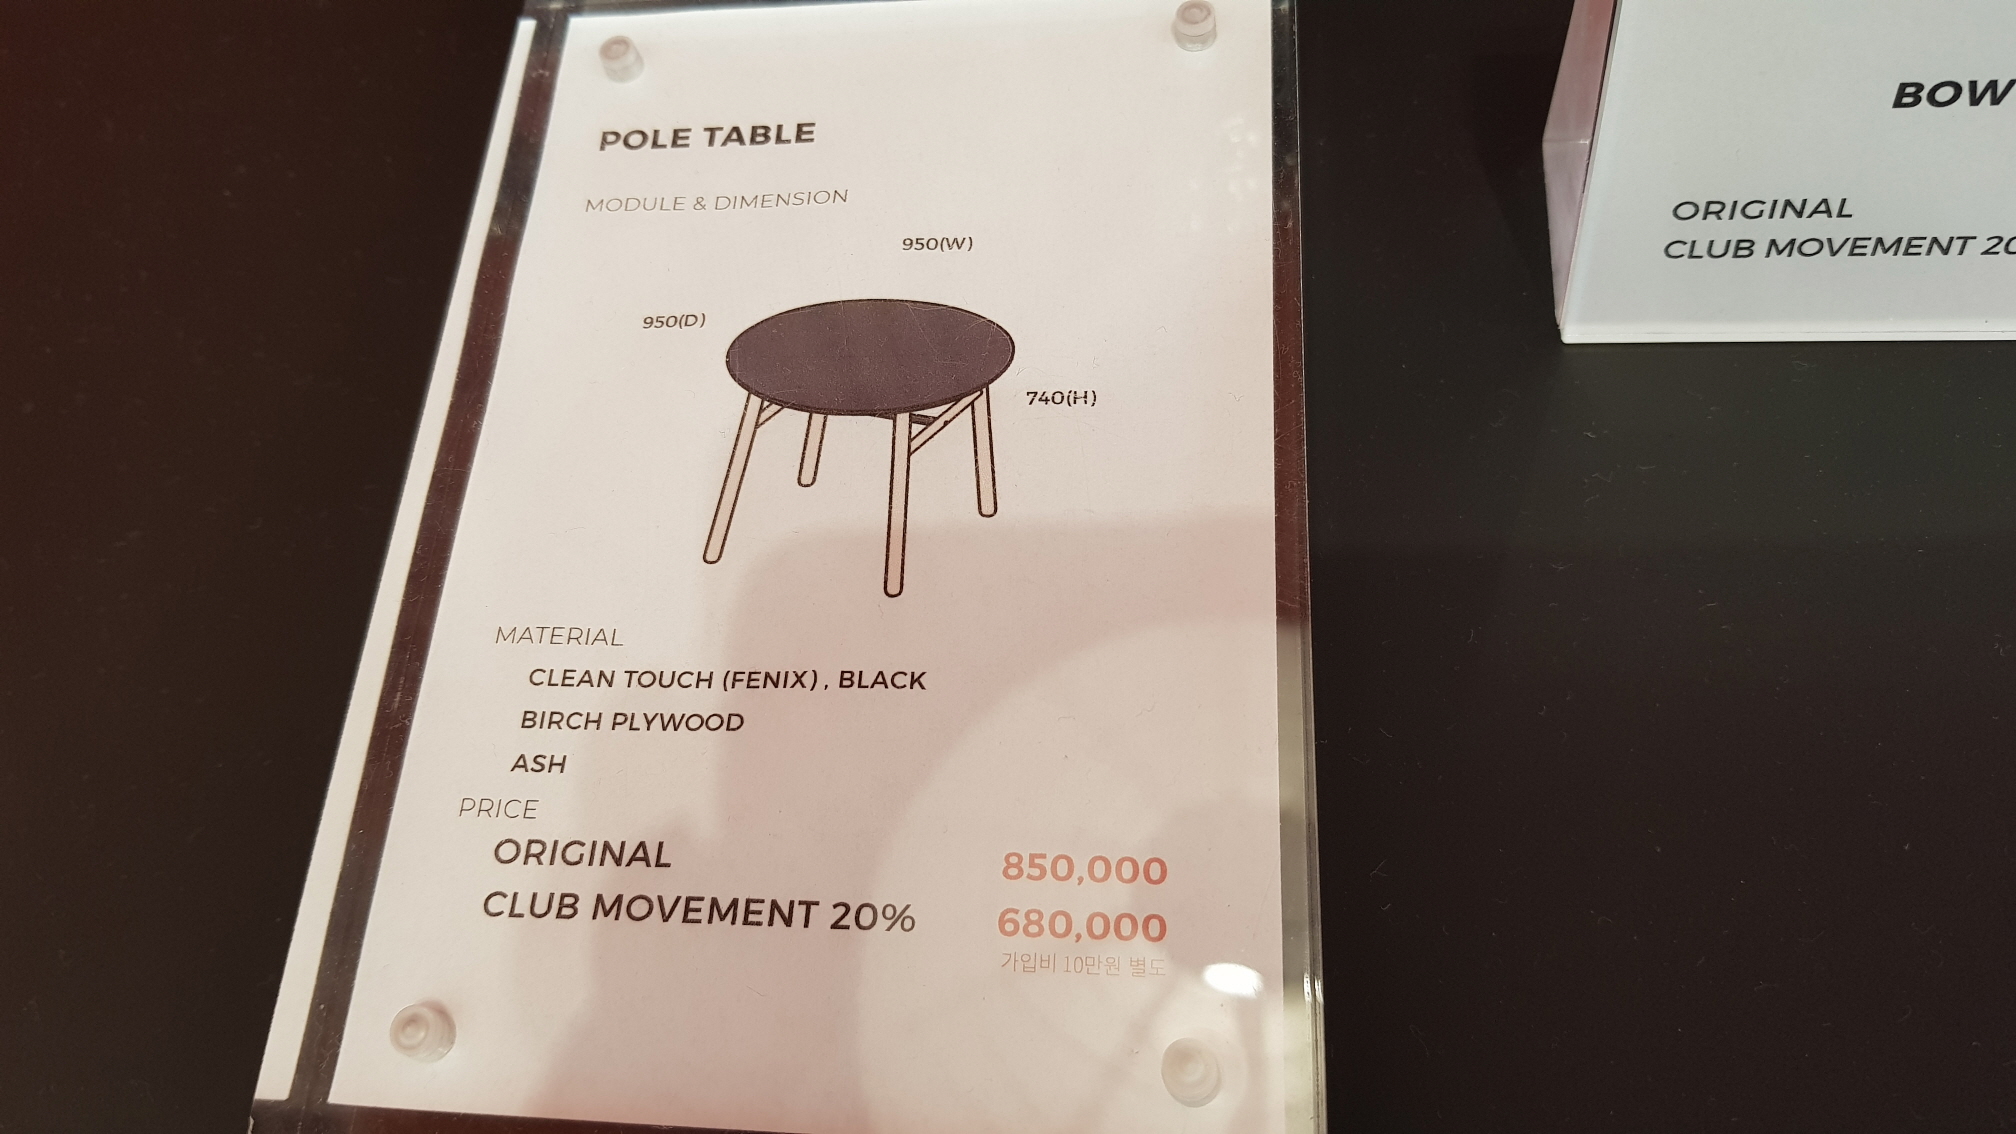 POLE TABLE
MODULE & DIMENSION
950(W)
950(D)
740(H)
MATERIAL
CLEAN TOUCH (FENIX) , BLACK
BIRCH PLYWOOD
ASH
PRICE
ORIGINAL 850,000
CLUB MOVEMENT 20% 680,000
가입비 10만원 별도
BOW
ORIGINAL
CLUB MOVEMENT 20